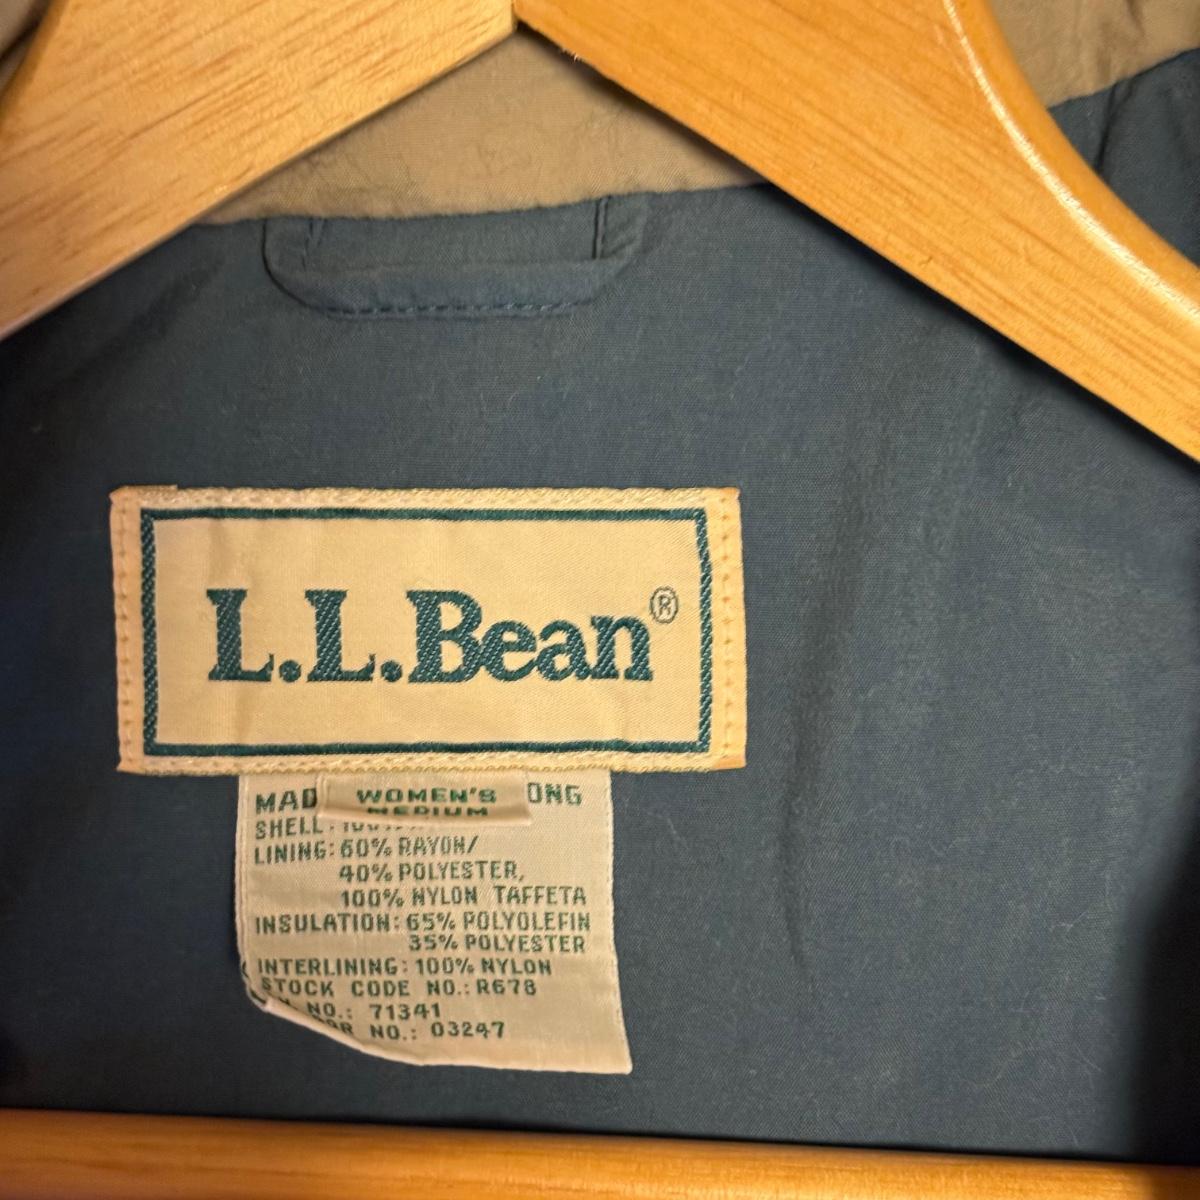 L.L.Bean®
WOMEN'S
MEDIUM
MAD ONG
SHELL:
LINING: 60% RAYON/
40% POLYESTER,
100% NYLON TAFFETA
INSULATION: 65% POLYOLEFIN
35% POLYESTER
INTERLINING: 100% NYLON
STOCK CODE NO.: R678
NO.: 71341
NO.: 03247